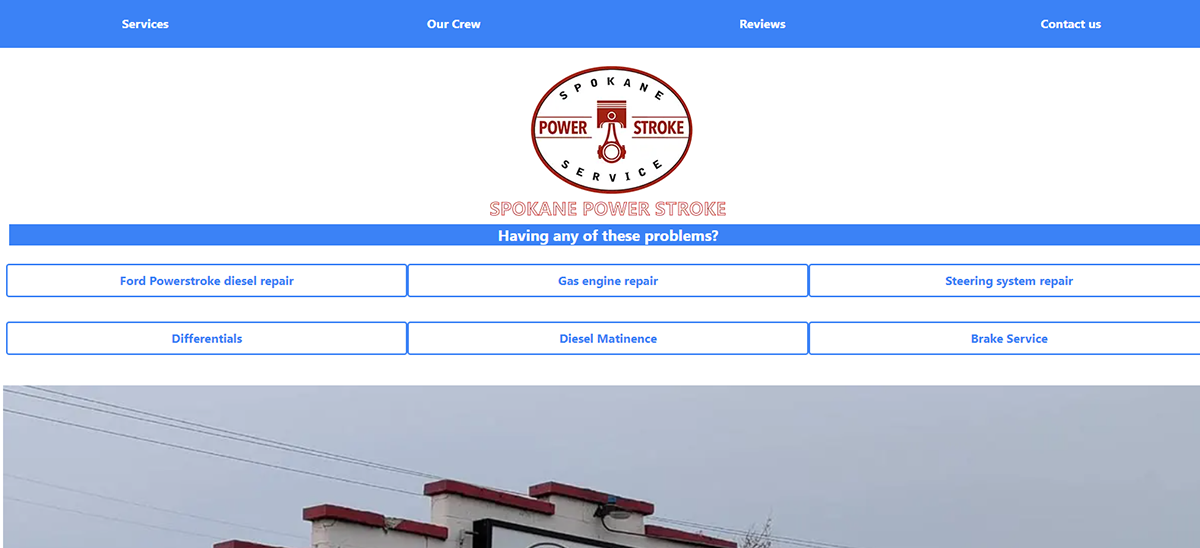 Services Our Crew Reviews Contact us
SPOKANE
POWER STROKE
SERVICE
SPOKANE POWER STROKE
Having any of these problems?
Ford Powerstroke diesel repair Gas engine repair Steering system repair
Differentials Diesel Matinence Brake Service